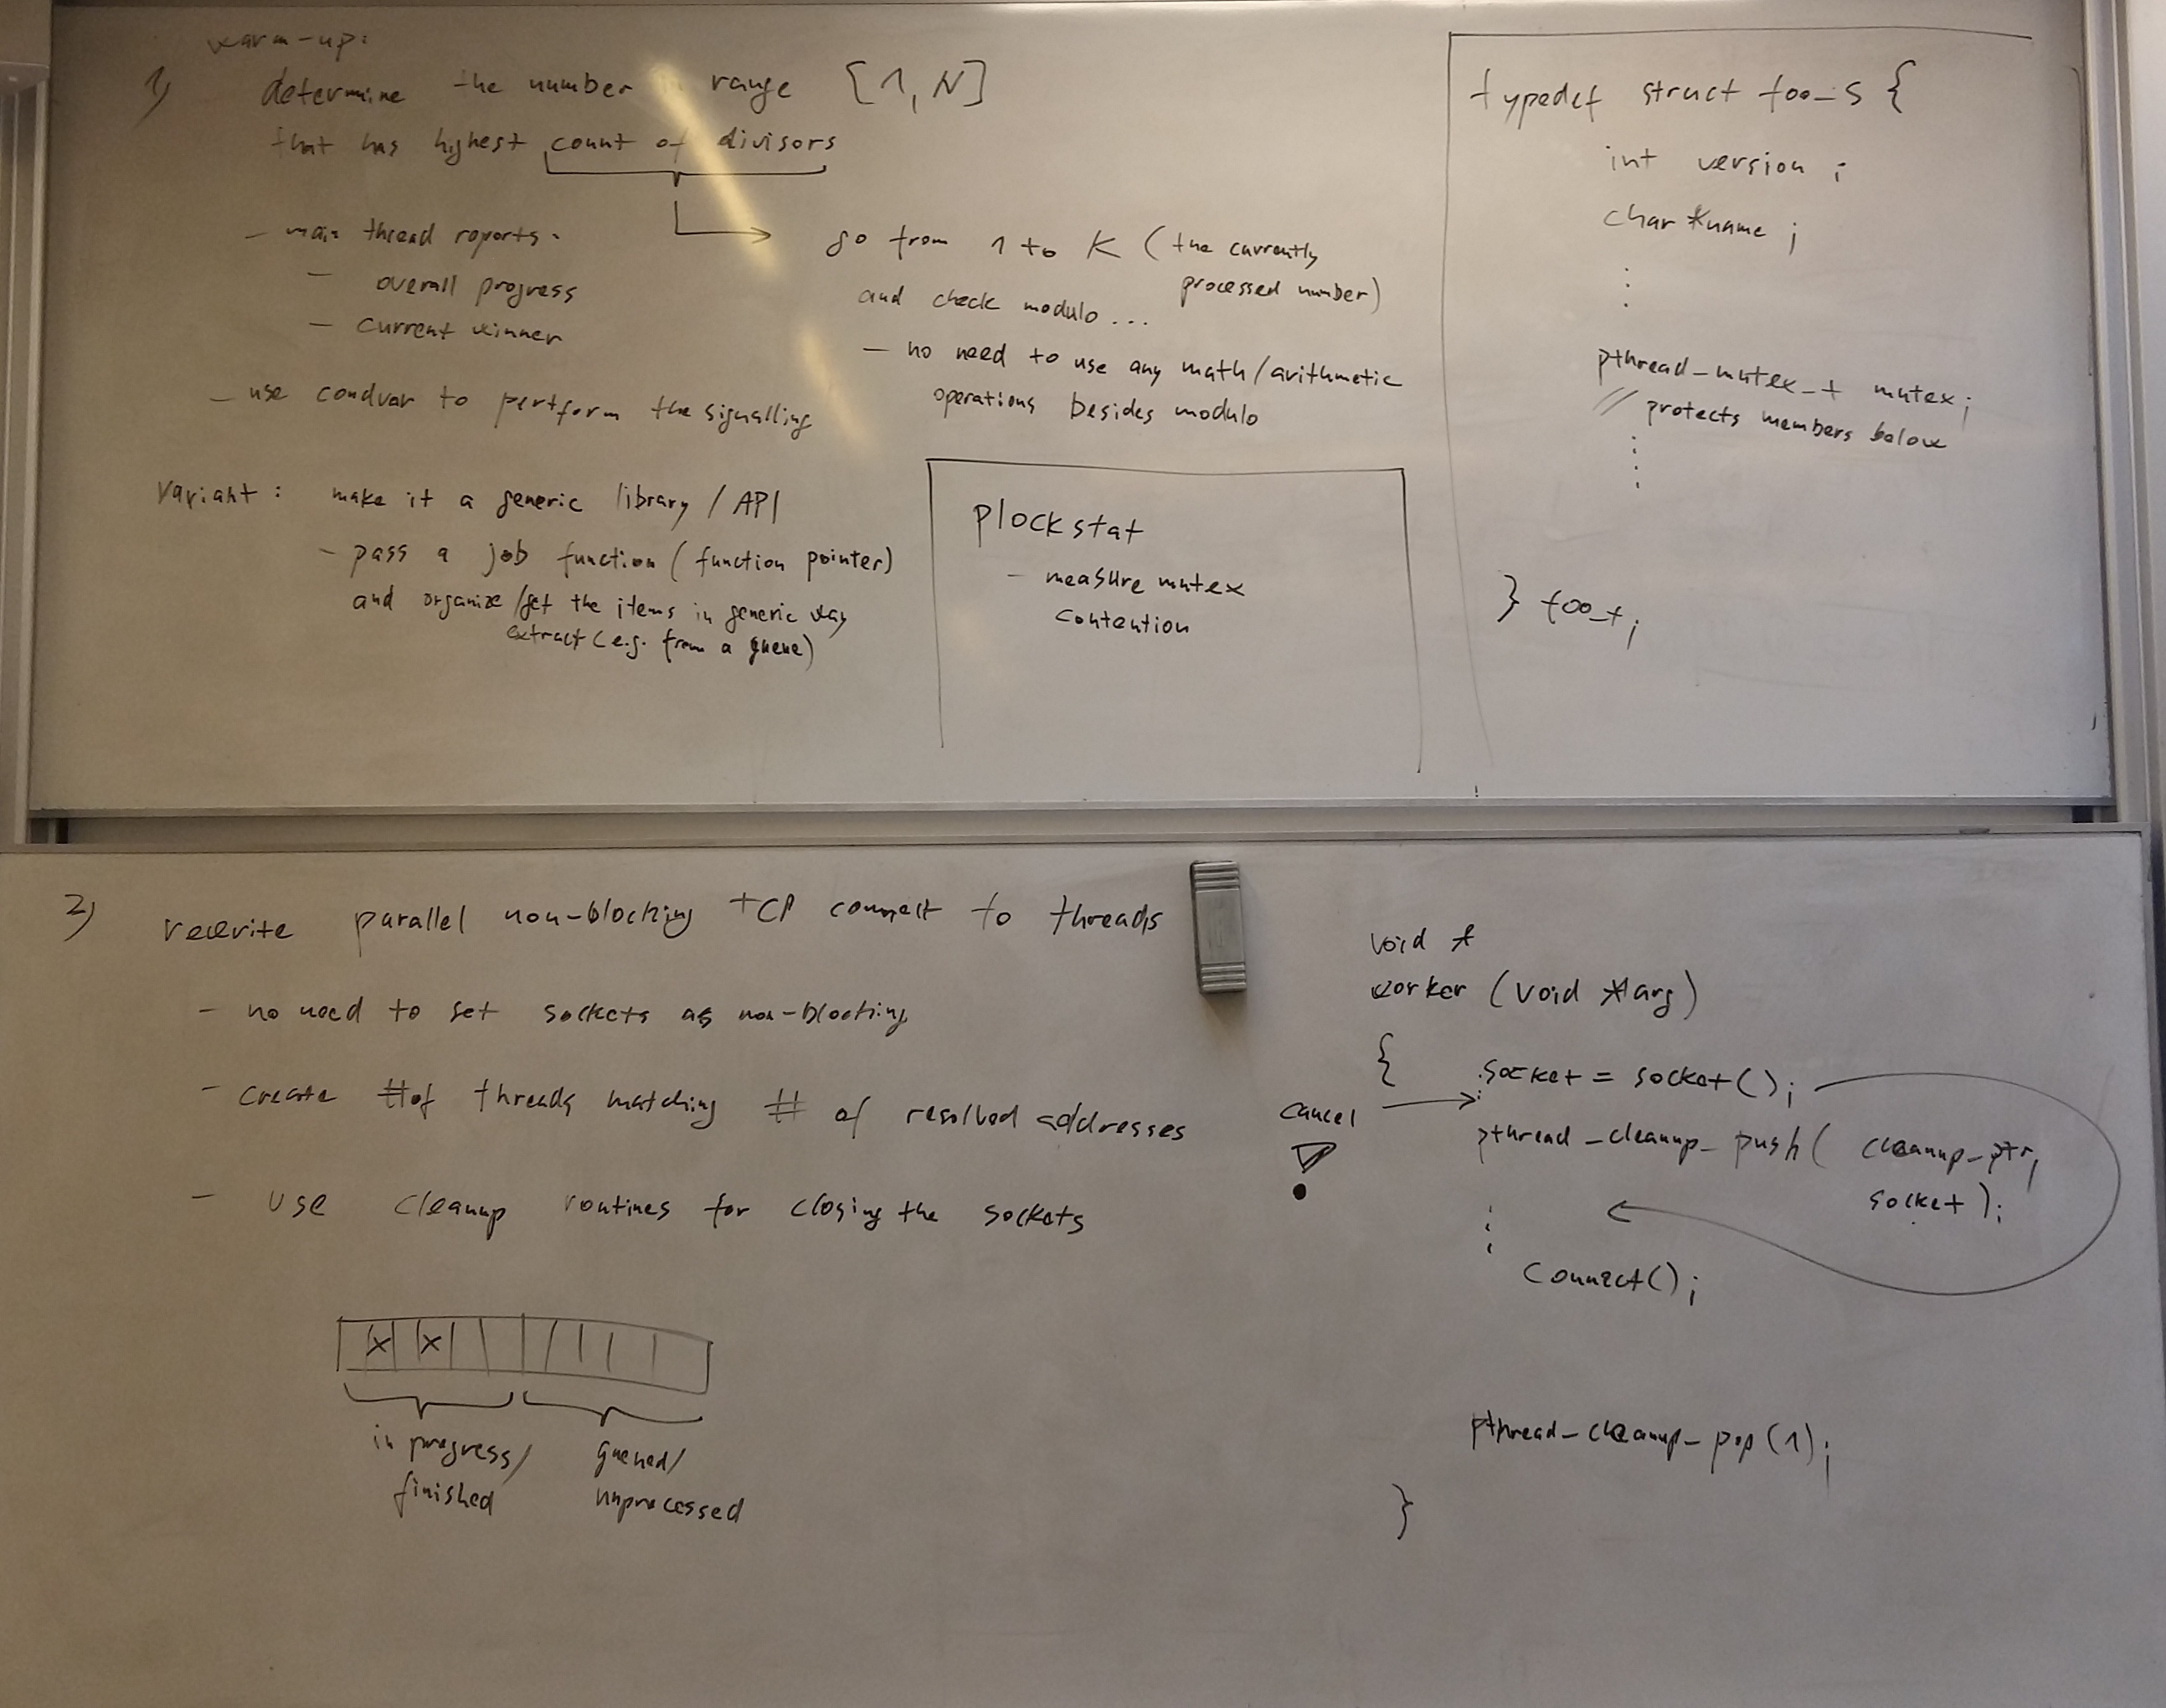 warm-up:
1) determine the number in range [1, N]
that has highest count of divisors
- main thread reports:
- overall progress
- current winner
- use condvar to pertform the signalling
go from 1 to K (the currently
processed number)
and check modulo...
- no need to use any math/arithmetic
operations besides modulo
Variant: make it a generic library / API
- pass a job function (function pointer)
and organize/get the items in generic way
extract (e.g. from a queue)
plockstat
- measure mutex
contention
typedef struct foo_s {
int version;
char *name;
pthread_mutex_t mutex;
// protects members below
} foo_t;
2) rewrite parallel non-blocking TCP connect to threads
- no need to set sockets as non-blocking
- create # of threads matching # of resolved addresses
- use cleanup routines for closing the sockets
x x
in progress/
finished
queued/
unprocessed
void *
worker (void *arg)
{
socket = socket();
cancel
!
pthread_cleanup_push( cleanup_ptr,
socket);
connect();
pthread_cleanup_pop(1);
}